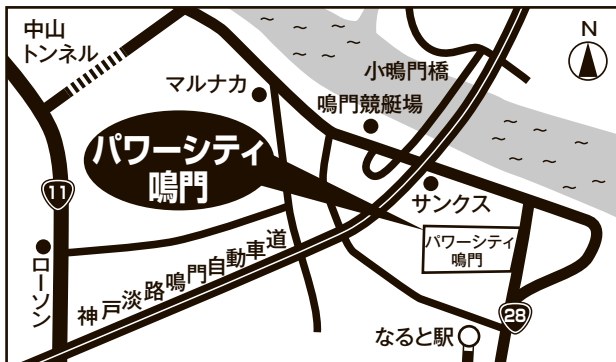 中山
トンネル
マルナカ
小鳴門橋
鳴門競艇場
N
パワーシティ
鳴門
11
サンクス
パワーシティ
鳴門
ローソン
神戸淡路鳴門自動車道
28
なると駅